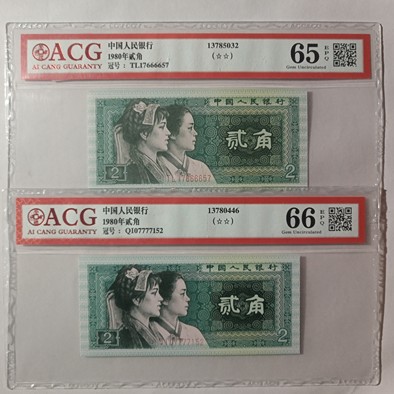 ACG
AI CANG GUARANTY
中国人民银行
1980年贰角
冠号： TLI7666657
13785032
(☆☆)
65 EPQ
Gem Uncirculated
中国人民银行
贰角
TL17666657
2 2
ACG
AI CANG GUARANTY
中国人民银行
1980年贰角
冠号： Q107777152
13780446
(☆☆)
66 EPQ
Gem Uncirculated
中国人民银行
贰角
2 2